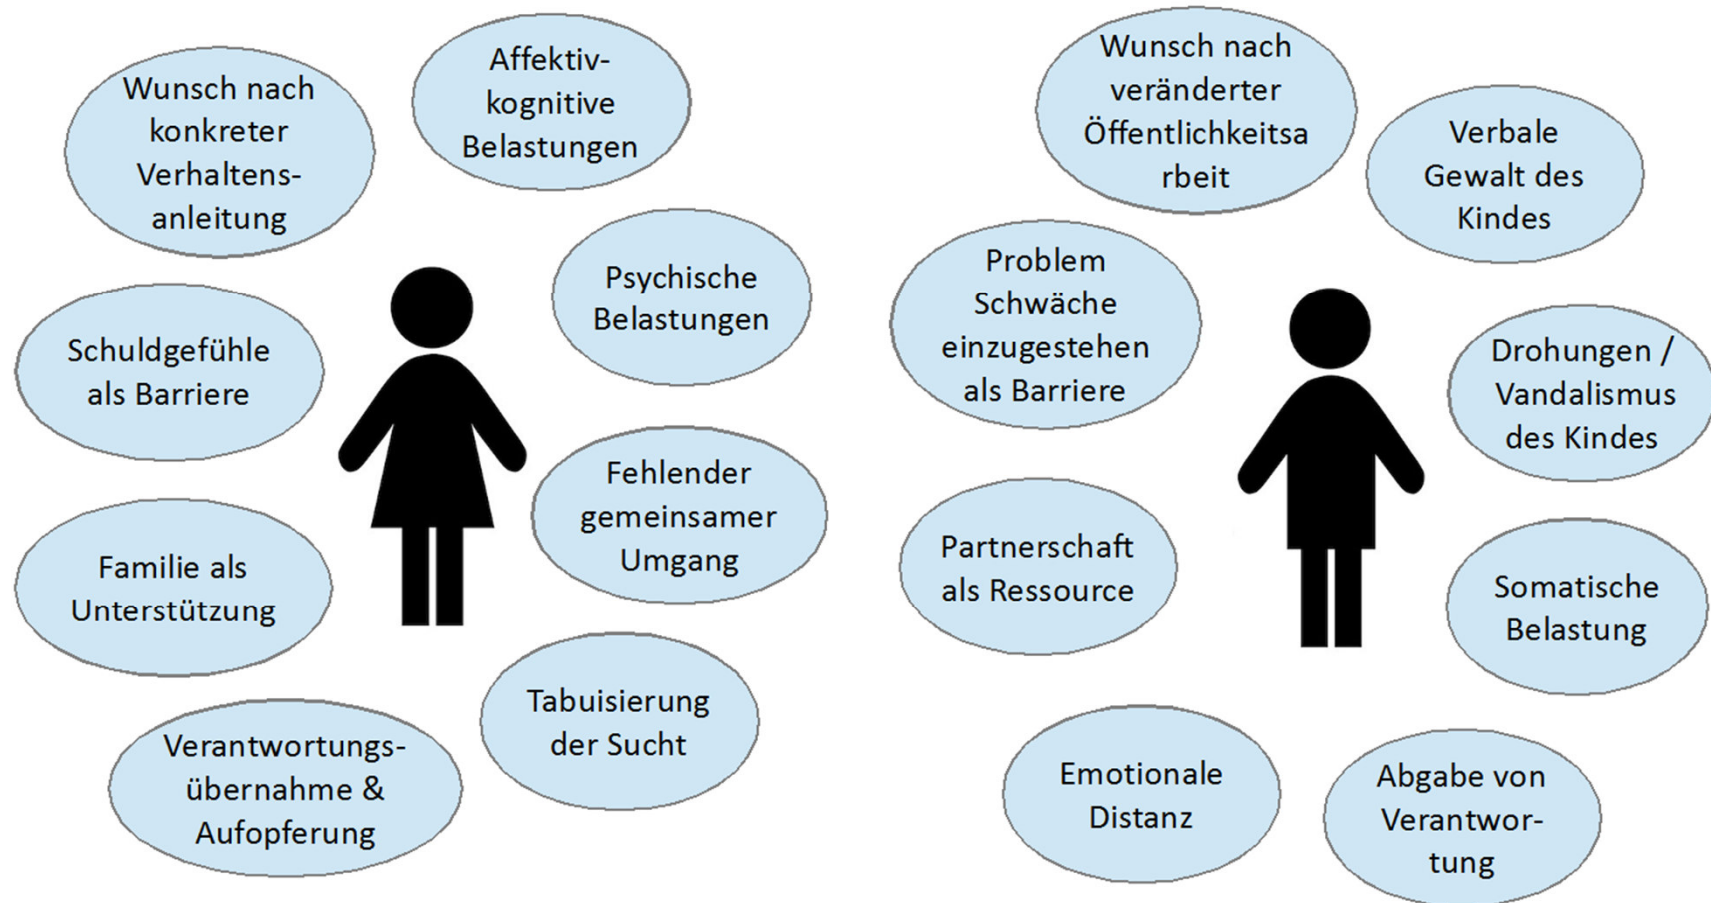 Wunsch nach
konkreter
Verhaltens-
anleitung
Affektiv-
kognitive
Belastungen
Psychische
Belastungen
Schuldgefühle
als Barriere
Fehlender
gemeinsamer
Umgang
Familie als
Unterstützung
Tabuisierung
der Sucht
Verantwortungs-
übernahme &
Aufopferung
Wunsch nach
veränderter
Öffentlichkeitsa
rbeit
Verbale
Gewalt des
Kindes
Problem
Schwäche
einzugestehen
als Barriere
Drohungen /
Vandalismus
des Kindes
Partnerschaft
als Ressource
Somatische
Belastung
Emotionale
Distanz
Abgabe von
Verantwor-
tung